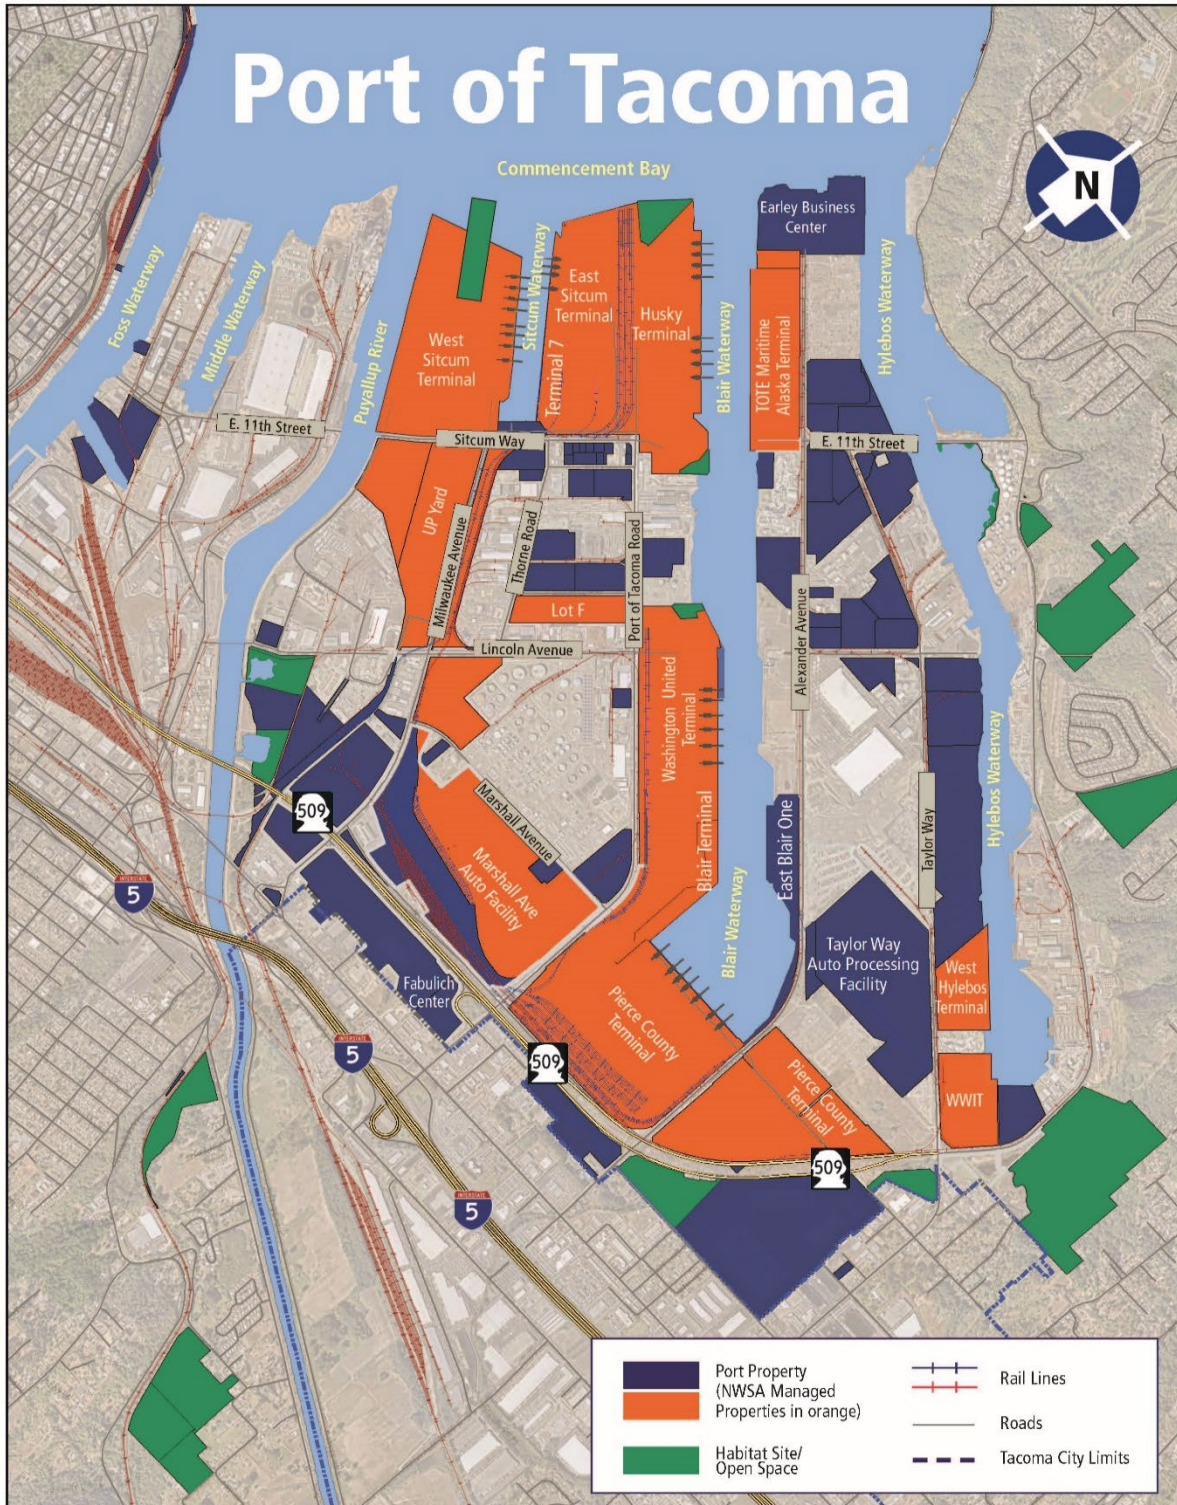 Port of Tacoma
Commencement Bay
N
Earley Business
Center
Foss Waterway
Middle Waterway
Puyallup River
West
Sitcum
Terminal
Sitcum Waterway
East
Sitcum
Terminal
Terminal 7
Husky
Terminal
Blair Waterway
TOTE Maritime
Alaska Terminal
Hylebos Waterway
E. 11th Street
Sitcum Way
E. 11th Street
UP Yard
Milwaukee Avenue
Thorne Road
Port of Tacoma Road
Lot F
Lincoln Avenue
Alexander Avenue
Washington United
Terminal
Hylebos Waterway
509
Marshall Avenue
Blair Terminal
East Blair One
Taylor Way
INTERSTATE
5
Marshall Ave
Auto Facility
Blair Waterway
Taylor Way
Auto Processing
Facility
West
Hylebos
Terminal
Fabulich
Center
Pierce County
Terminal
INTERSTATE
5
509
Pierce County
Terminal
WWIT
509
INTERSTATE
5
Port Property
(NWSA Managed
Properties in orange)
Habitat Site/
Open Space
Rail Lines
Roads
Tacoma City Limits